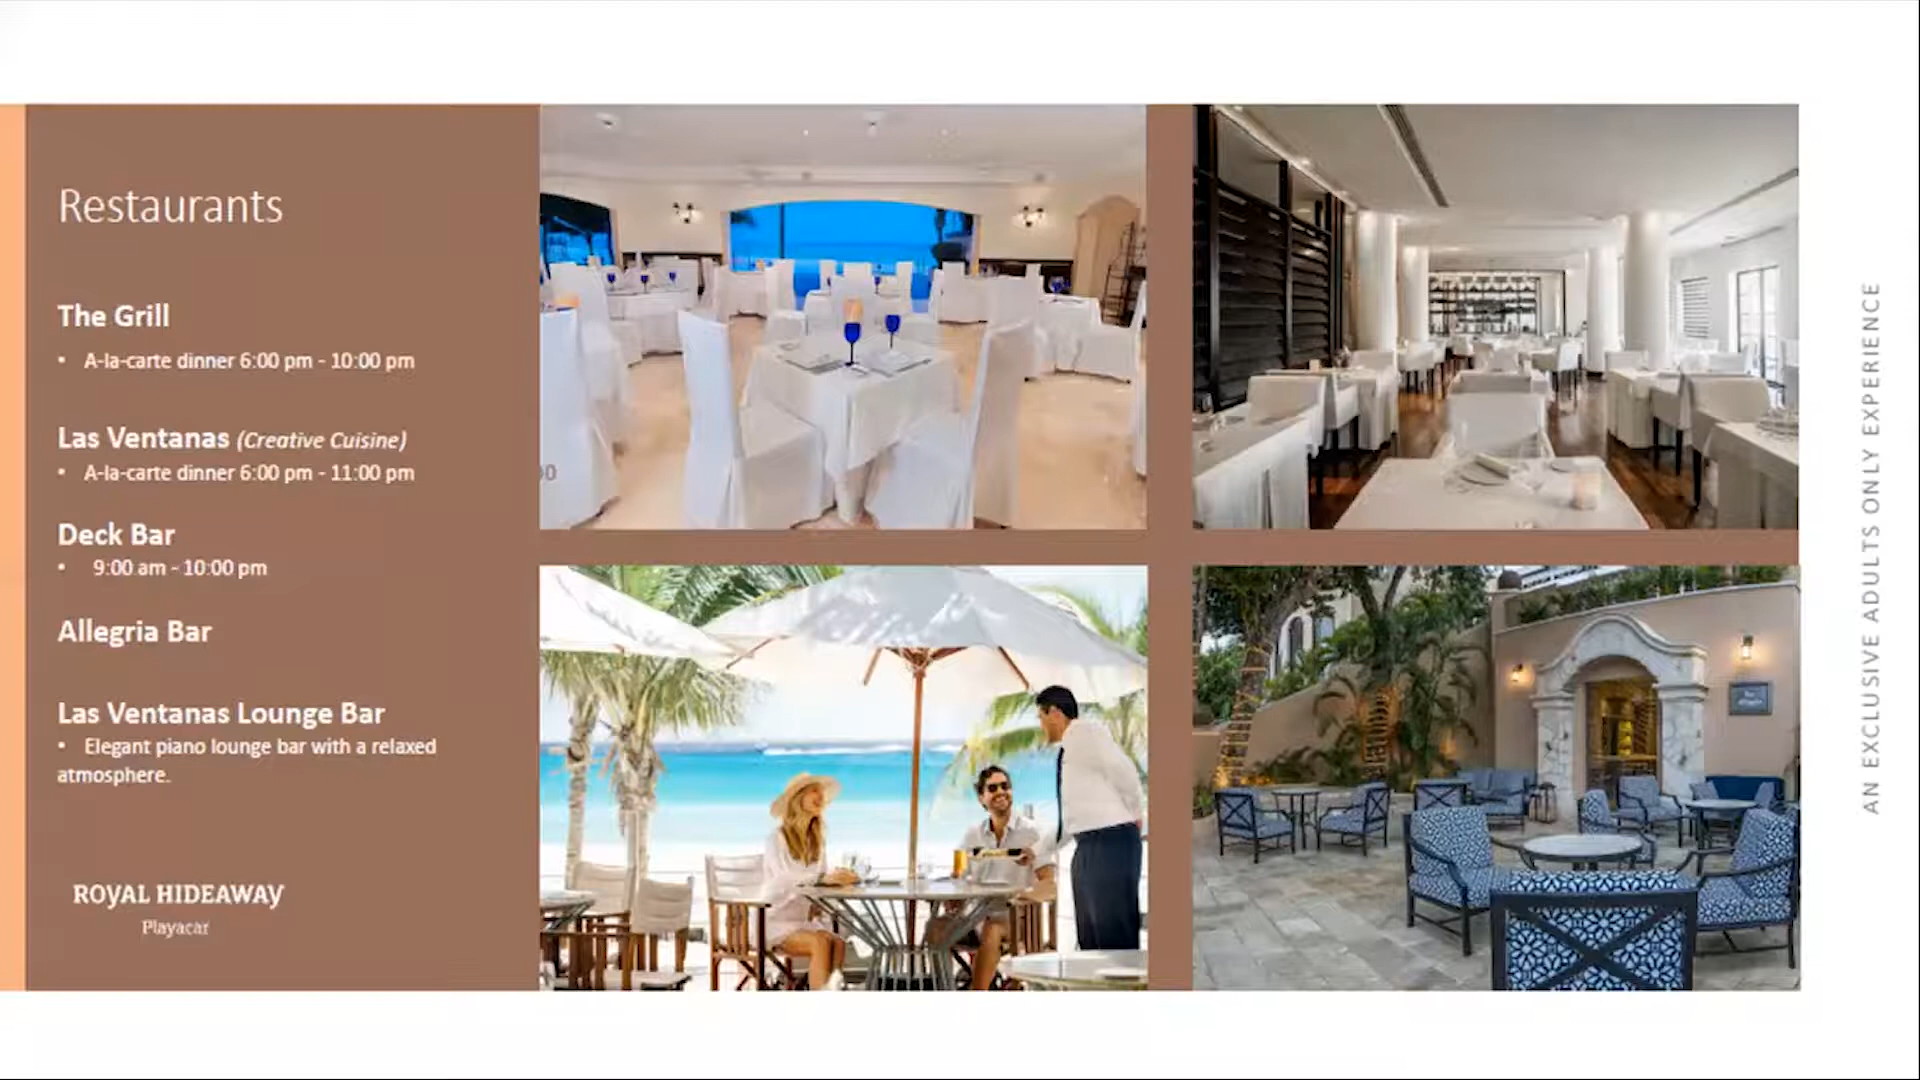 Restaurants
The Grill
• A-la-carte dinner 6:00 pm - 10:00 pm
Las Ventanas (Creative Cuisine)
• A-la-carte dinner 6:00 pm - 11:00 pm
Deck Bar
• 9:00 am - 10:00 pm
Allegria Bar
Las Ventanas Lounge Bar
• Elegant piano lounge bar with a relaxed
atmosphere.
ROYAL HIDEAWAY
Playacar
AN EXCLUSIVE ADULTS ONLY EXPERIENCE